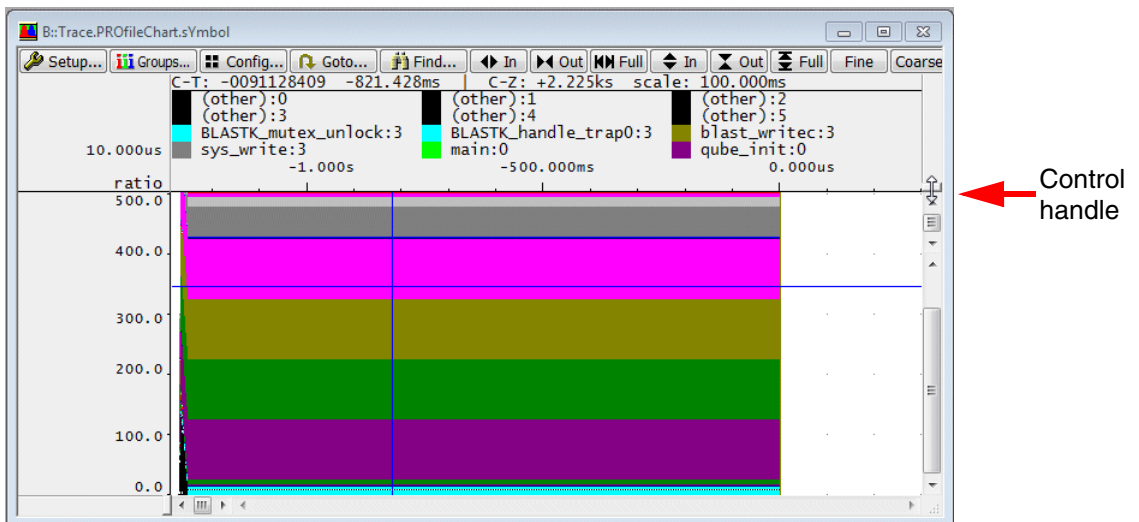 B::Trace.PROfileChart.sYmbol
Setup... Groups... Config... Goto... Find... In Out Full In Out Full Fine Coarse
C-T: -0091128409 -821.428ms | C-Z: +2.225ks scale: 100.000ms
(other):0 (other):1 (other):2
(other):3 (other):4 (other):5
BLASTK_mutex_unlock:3 BLASTK_handle_trap0:3 blast_writec:3
10.000us sys_write:3 main:0 qube_init:0
-1.000s -500.000ms 0.000us
ratio
500.0
400.0
300.0
200.0
100.0
0.0
Control
handle